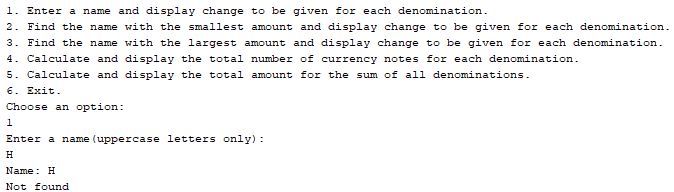 1. Enter a name and display change to be given for each denomination.
2. Find the name with the smallest amount and display change to be given for each denomination.
3. Find the name with the largest amount and display change to be given for each denomination.
4. Calculate and display the total number of currency notes for each denomination.
5. Calculate and display the total amount for the sum of all denominations.
6. Exit.
Choose an option:
1
Enter a name(uppercase letters only):
H
Name: H
Not found